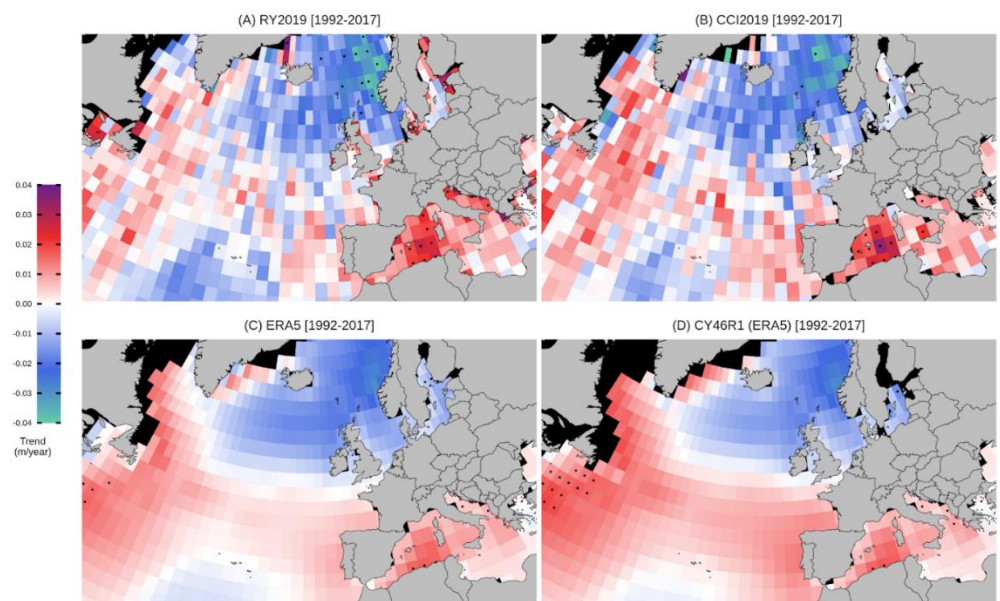 (A) RY2019 [1992-2017]
(B) CCI2019 [1992-2017]
0.04
0.03
0.02
0.01
0.00
-0.01
-0.02
-0.03
-0.04
Trend
(m/year)
(C) ERA5 [1992-2017]
(D) CY46R1 (ERA5) [1992-2017]